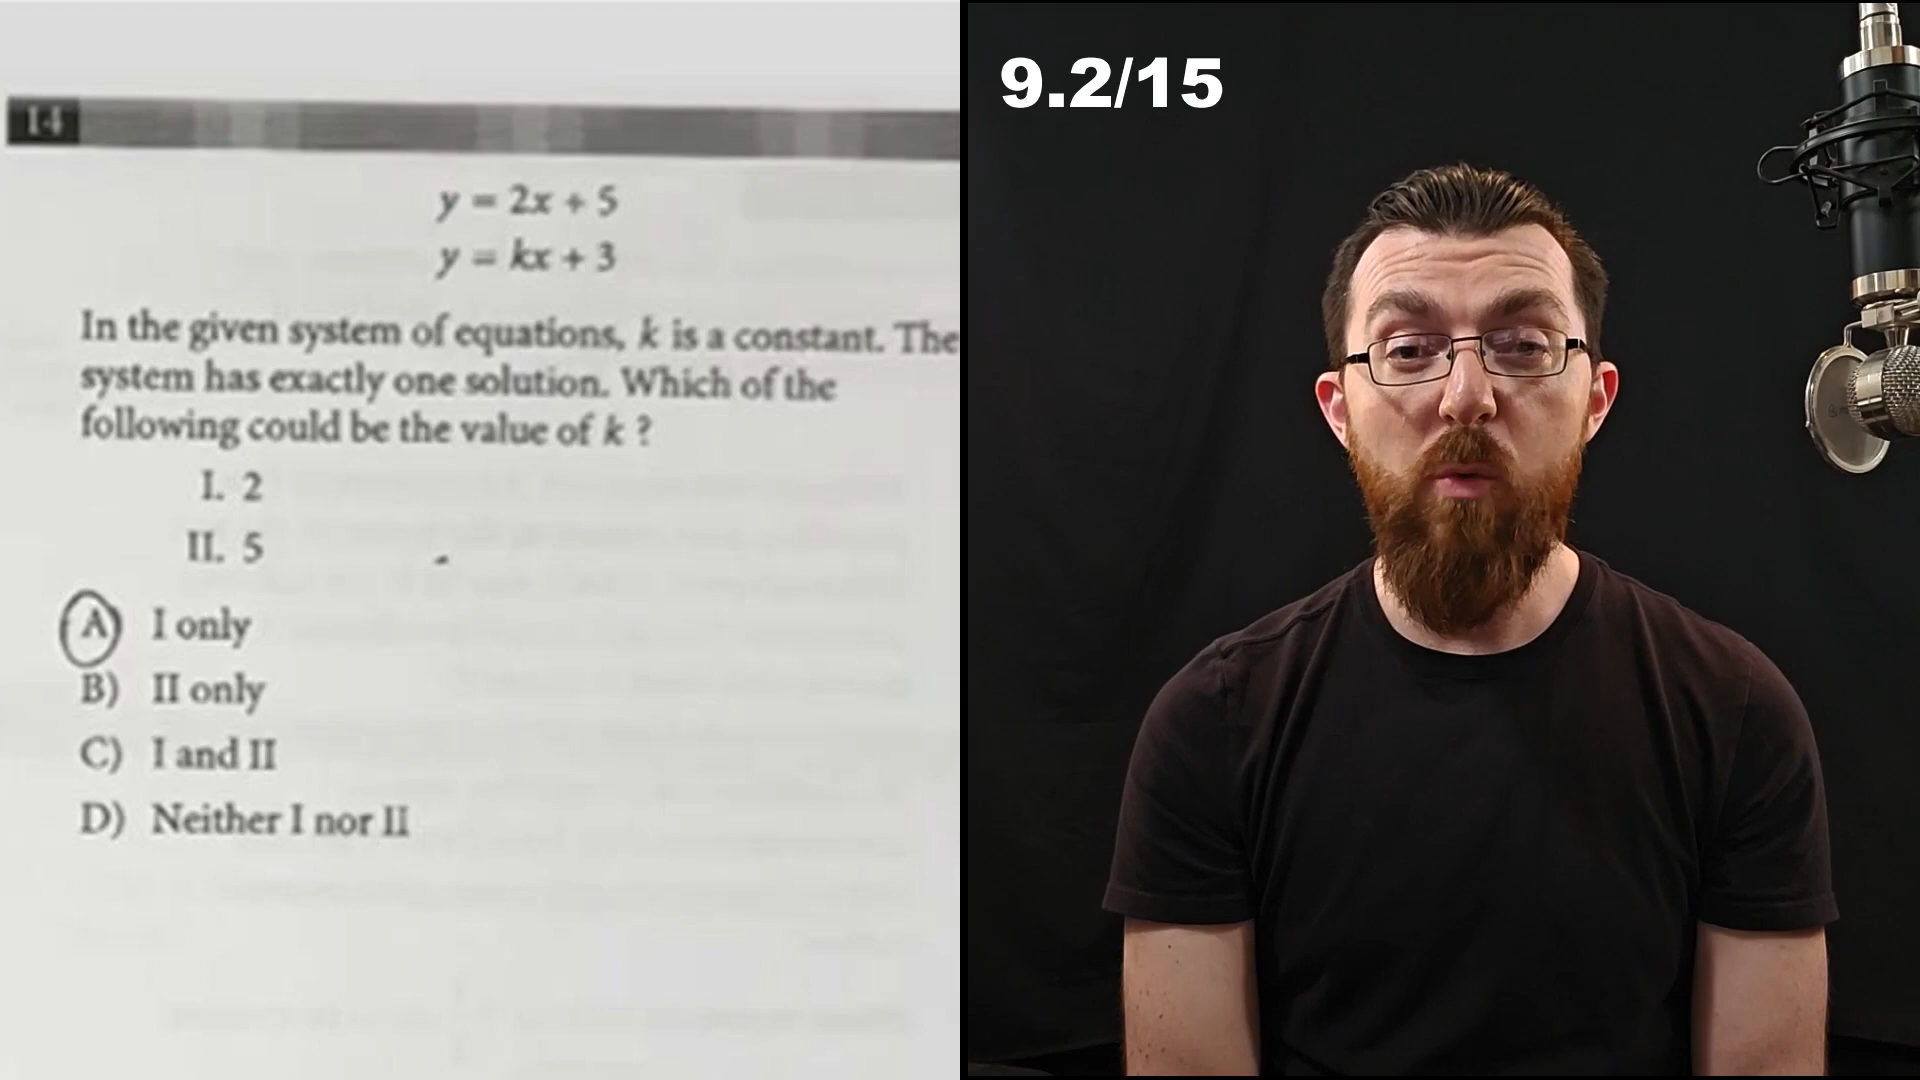 14
y = 2x + 5
y = kx + 3
In the given system of equations, k is a constant. The
system has exactly one solution. Which of the
following could be the value of k ?
I. 2
II. 5
A) I only
B) II only
C) I and II
D) Neither I nor II
9.2/15